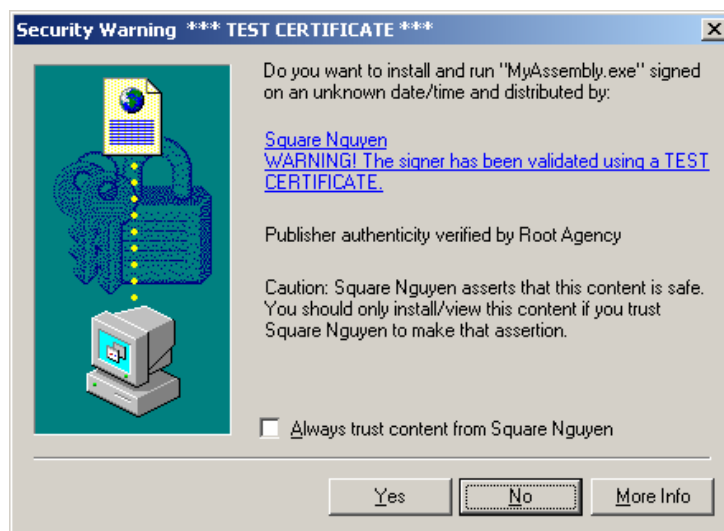 Security Warning *** TEST CERTIFICATE ***
Do you want to install and run "MyAssembly.exe" signed
on an unknown date/time and distributed by:
Square Nguyen
WARNING! The signer has been validated using a TEST
CERTIFICATE.
Publisher authenticity verified by Root Agency
Caution: Square Nguyen asserts that this content is safe.
You should only install/view this content if you trust
Square Nguyen to make that assertion.
Always trust content from Square Nguyen
Yes
No
More Info